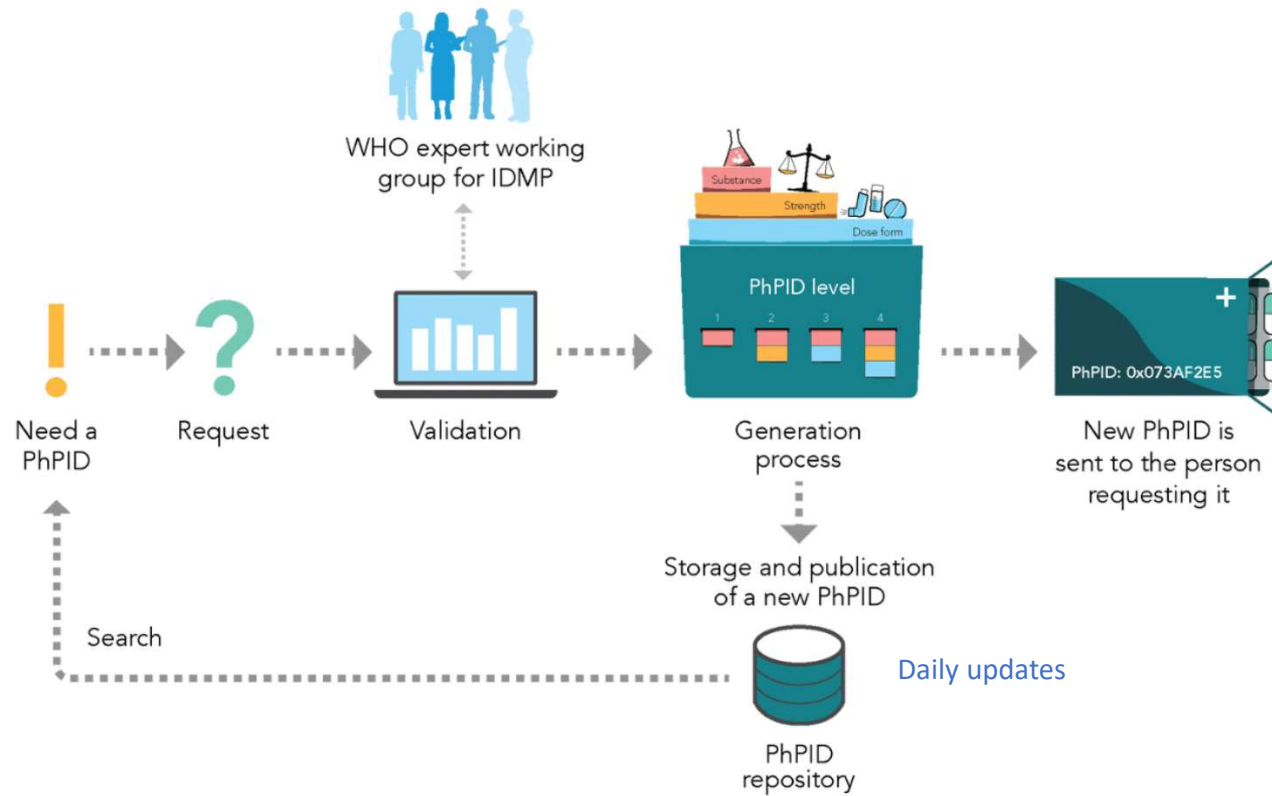 WHO expert working
group for IDMP
Substance
Strength
Dose form
PhPID level
1 2 3 4
PhPID: 0x073AF2E5
Need a
PhPID
Request
Validation
Generation
process
New PhPID is
sent to the person
requesting it
Storage and publication
of a new PhPID
Search
Daily updates
PhPID
repository